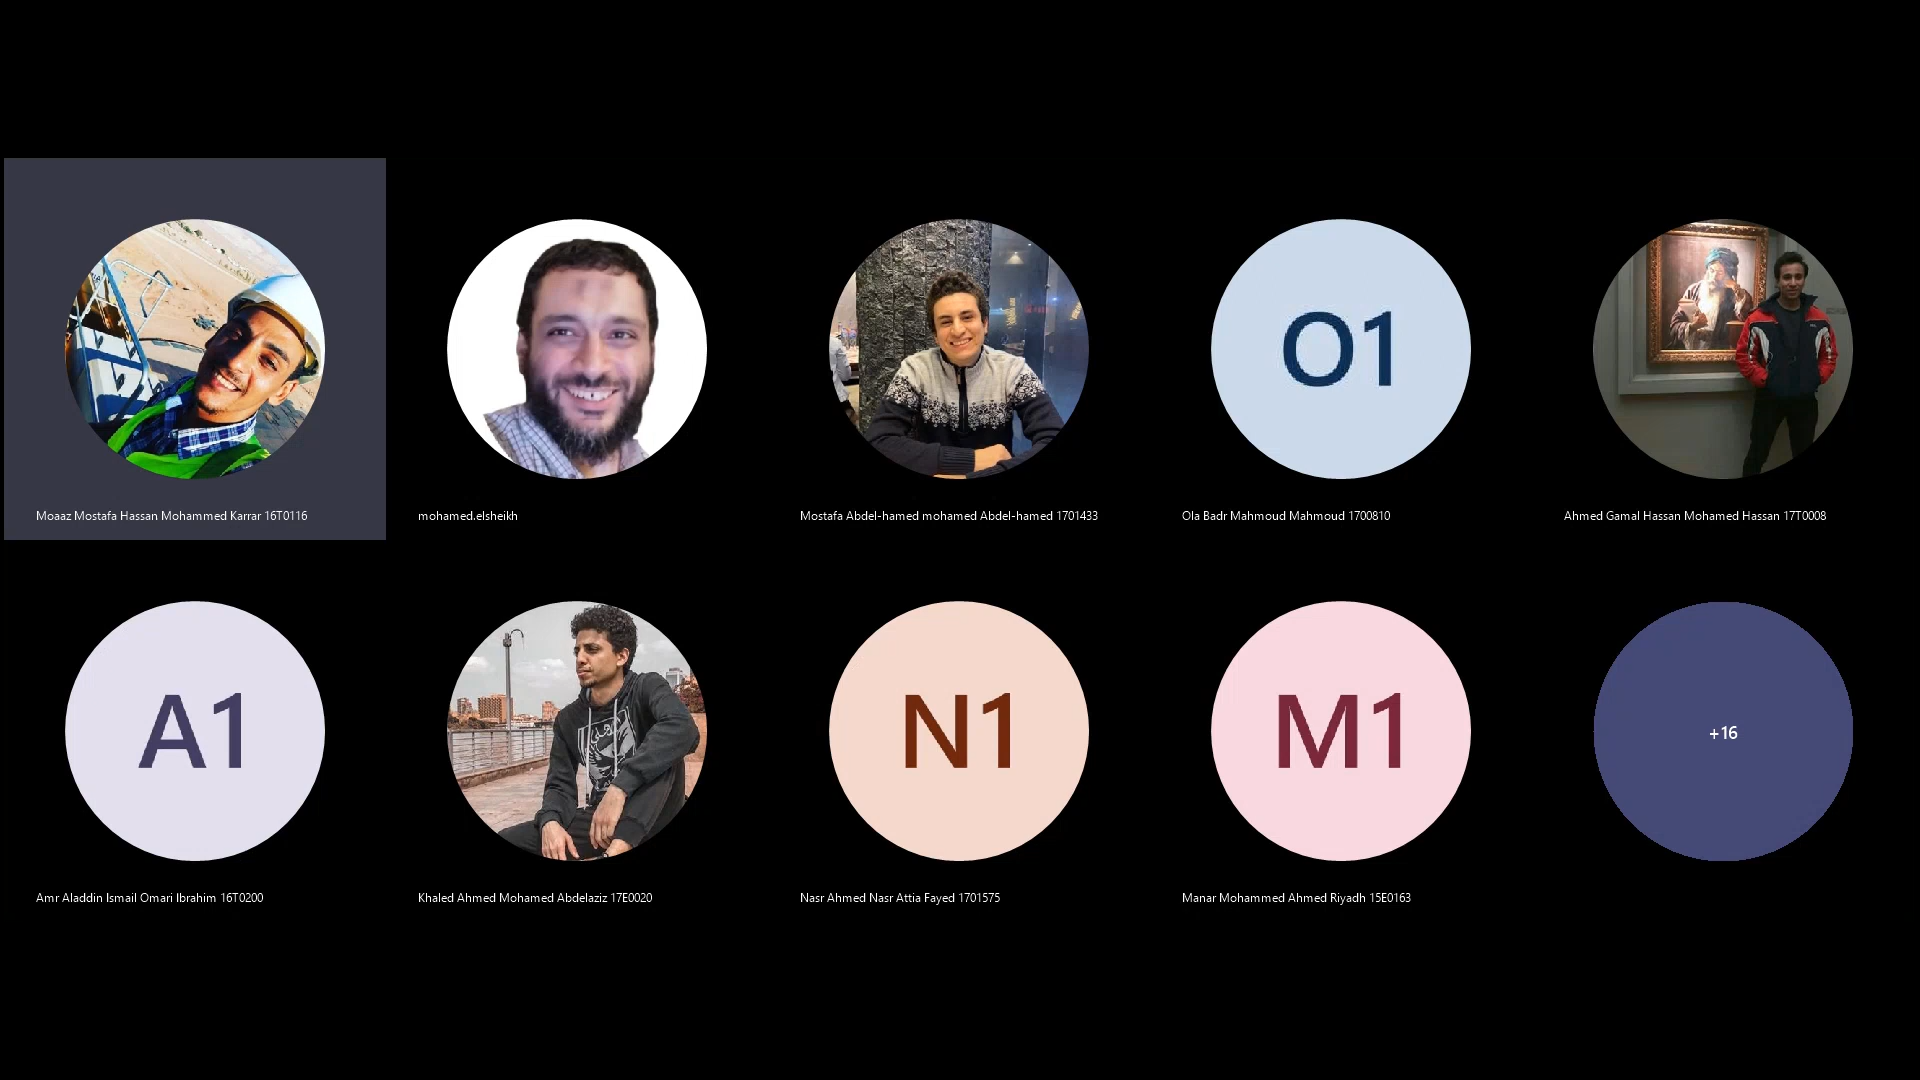 O1
Moaaz Mostafa Hassan Mohammed Karrar 16T0116
mohamed.elsheikh
Mostafa Abdel-hamed mohamed Abdel-hamed 1701433
Ola Badr Mahmoud Mahmoud 1700810
Ahmed Gamal Hassan Mohamed Hassan 17T0008
A1
N1
M1
+16
Amr Aladdin Ismail Omari Ibrahim 16T0200
Khaled Ahmed Mohamed Abdelaziz 17E0020
Nasr Ahmed Nasr Attia Fayed 1701575
Manar Mohammed Ahmed Riyadh 15E0163